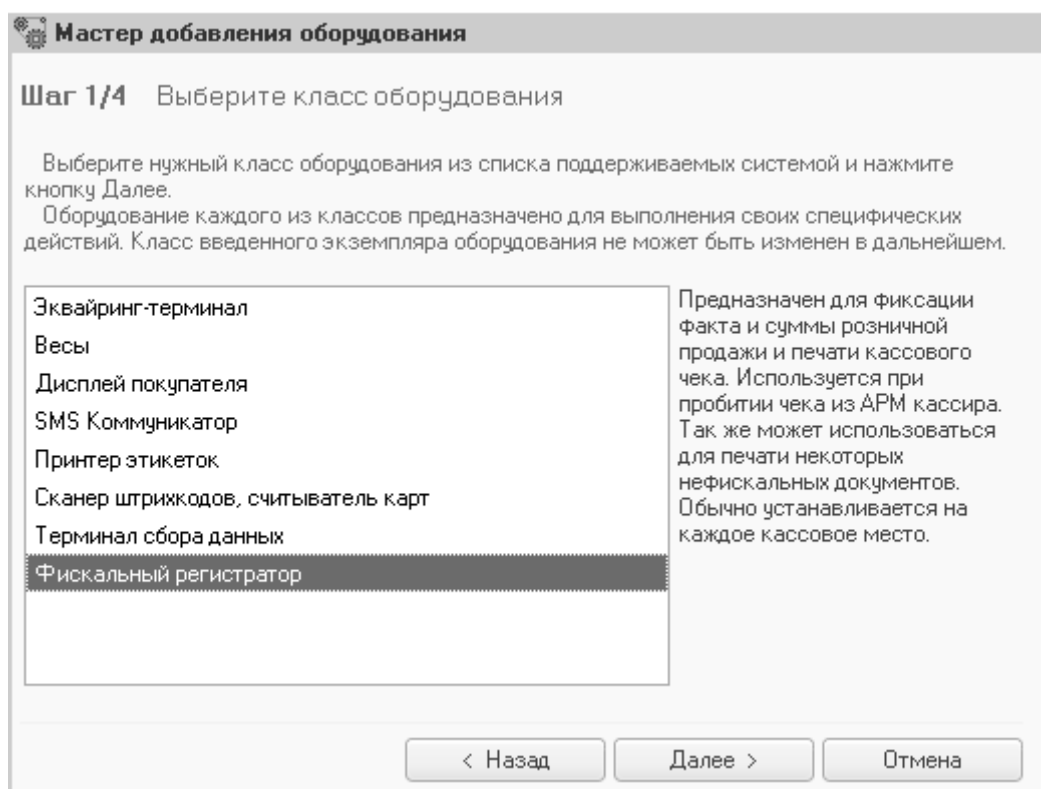 Мастер добавления оборудования
Шаг 1/4 Выберите класс оборудования
Выберите нужный класс оборудования из списка поддерживаемых системой и нажмите
кнопку Далее.
Оборудование каждого из классов предназначено для выполнения своих специфических
действий. Класс введенного экземпляра оборудования не может быть изменен в дальнейшем.
Эквайринг-терминал
Весы
Дисплей покупателя
SMS Коммуникатор
Принтер этикеток
Сканер штрихкодов, считыватель карт
Терминал сбора данных
Фискальный регистратор
Предназначен для фиксации
факта и суммы розничной
продажи и печати кассового
чека. Используется при
пробитии чека из АРМ кассира.
Так же может использоваться
для печати некоторых
нефискальных документов.
Обычно устанавливается на
каждое кассовое место.
< Назад
Далее >
Отмена